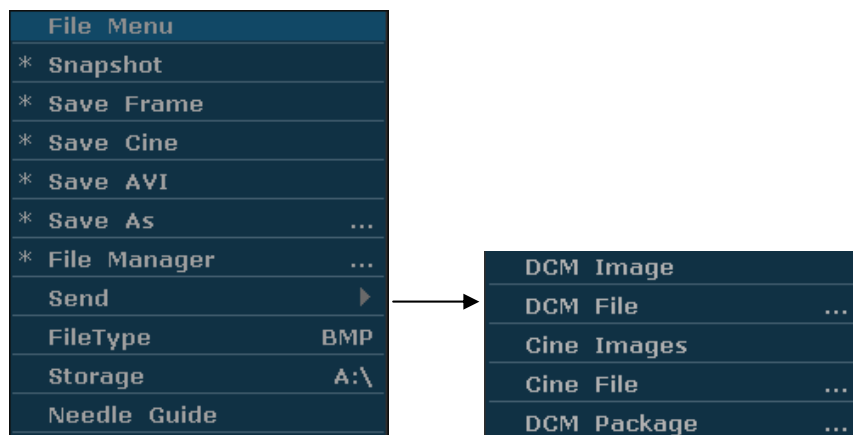 File Menu
* Snapshot
* Save Frame
* Save Cine
* Save AVI
* Save As ...
* File Manager ...
Send
FileType BMP
Storage A:\
Needle Guide
DCM Image
DCM File ...
Cine Images
Cine File ...
DCM Package ...